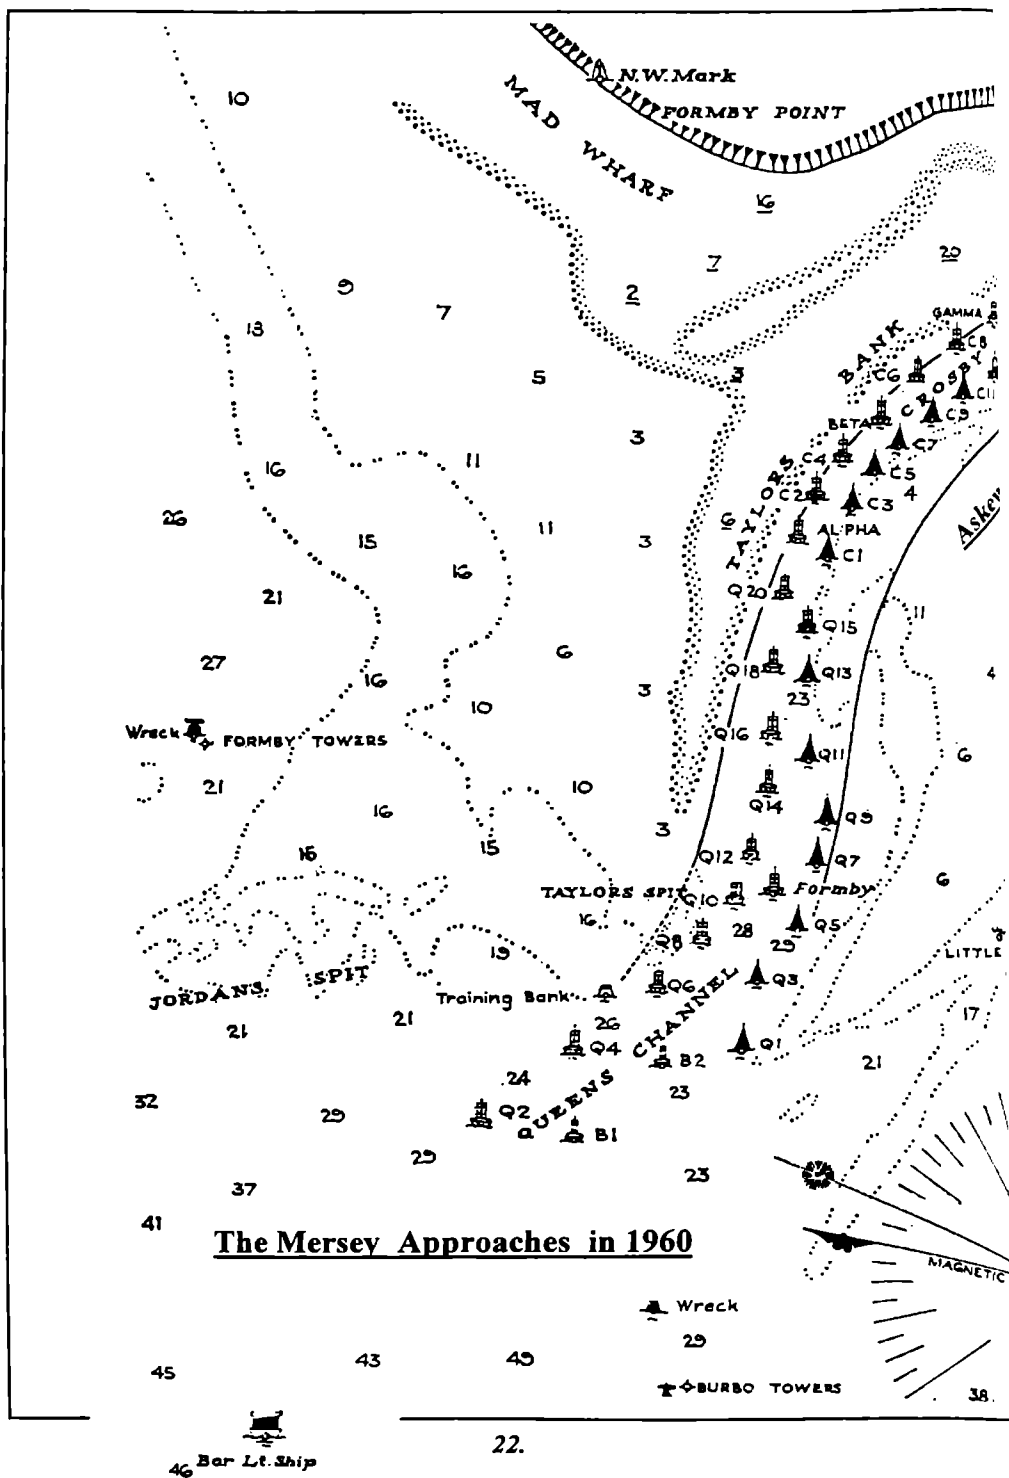 N.W.Mark
10
FORMBY POINT
MAD WHARF
16
20
7
9
2
7
GAMMA
13
C8
BANK
C6
CROSBY
3
5
C11
C9
BETA
3
C7
C4
11
16
TAYLORS
C5
C2
4
C3
26
11
6
ALPHA
15
3
C1
16
21
Q20
11
Q15
6
27
Q18
Q13
16
4
3
23
10
Wreck
FORMBY TOWERS
Q16
Q11
6
21
10
Q14
16
Q9
3
15
Q12
Q7
16
6
TAYLORS SPIT
Q10
Formby
16
28
Q5
Q8
29
of
19
LITTLE
JORDANS SPIT
Q3
Training Bank
Q6
17
21
21
26
Q4
Q1
B2
21
24
QUEENS CHANNEL
23
32
29
Q2
B1
29
23
37
41
The Mersey Approaches in 1960
MAGNETIC
Wreck
29
45
43
49
BURBO TOWERS
38
22.
46
Bar Lt. Ship